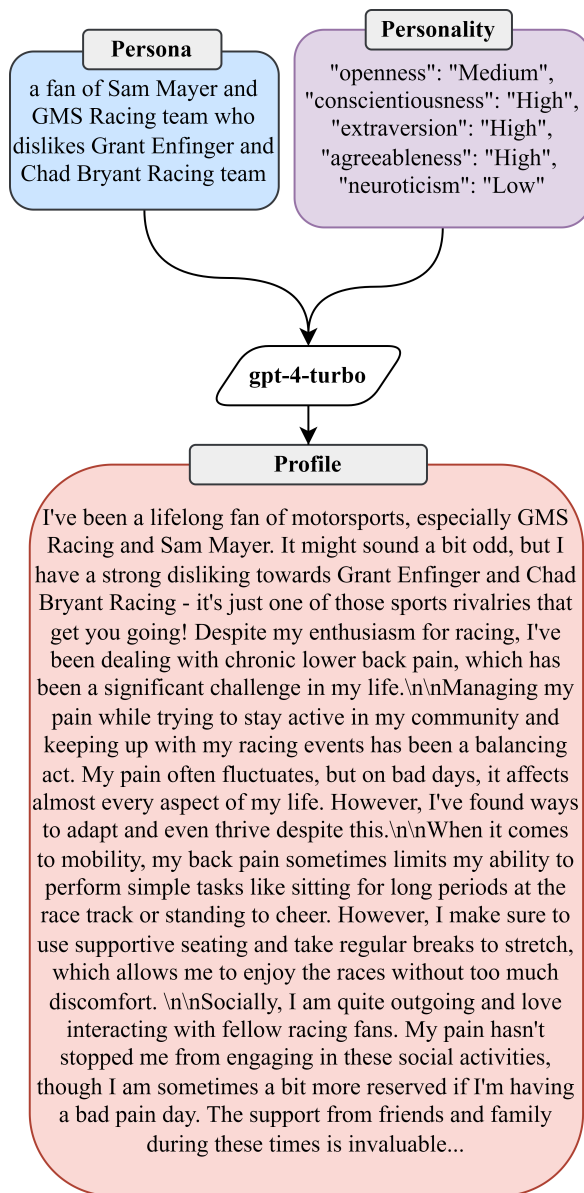 Persona
a fan of Sam Mayer and
GMS Racing team who
dislikes Grant Enfinger and
Chad Bryant Racing team
Personality
"openness": "Medium",
"conscientiousness": "High",
"extraversion": "High",
"agreeableness": "High",
"neuroticism": "Low"
gpt-4-turbo
Profile
I've been a lifelong fan of motorsports, especially GMS
Racing and Sam Mayer. It might sound a bit odd, but I
have a strong disliking towards Grant Enfinger and Chad
Bryant Racing - it's just one of those sports rivalries that
get you going! Despite my enthusiasm for racing, I've
been dealing with chronic lower back pain, which has
been a significant challenge in my life.\n\nManaging my
pain while trying to stay active in my community and
keeping up with my racing events has been a balancing
act. My pain often fluctuates, but on bad days, it affects
almost every aspect of my life. However, I've found ways
to adapt and even thrive despite this.\n\nWhen it comes
to mobility, my back pain sometimes limits my ability to
perform simple tasks like sitting for long periods at the
race track or standing to cheer. However, I make sure to
use supportive seating and take regular breaks to stretch,
which allows me to enjoy the races without too much
discomfort. \n\nSocially, I am quite outgoing and love
interacting with fellow racing fans. My pain hasn't
stopped me from engaging in these social activities,
though I am sometimes a bit more reserved if I'm having
a bad pain day. The support from friends and family
during these times is invaluable...